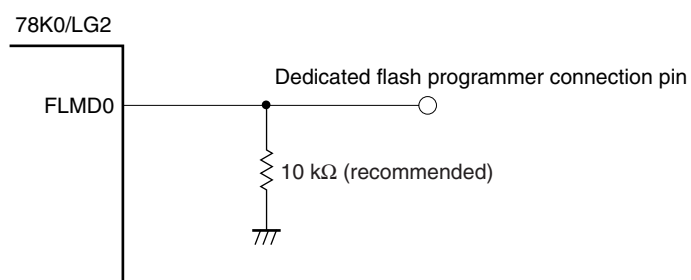 78K0/LG2
Dedicated flash programmer connection pin
FLMD0
10 kΩ (recommended)